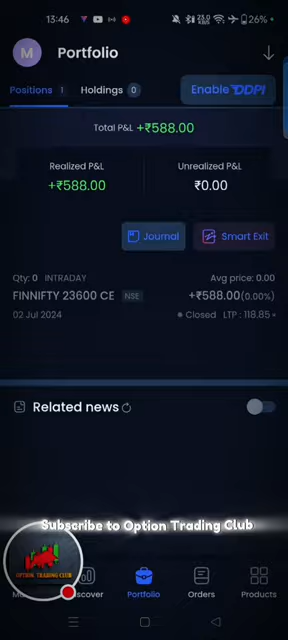 13:46
26%
M
Portfolio
Positions 1
Holdings 0
Enable DDPI
Total P&L +₹588.00
Realized P&L
Unrealized P&L
+₹588.00
₹0.00
Journal
Smart Exit
Qty: 0 INTRADAY
Avg price: 0.00
FINNIFTY 23600 CE NSE
+₹588.00(0.00%)
02 Jul 2024
Closed LTP : 118.85
Related news
Subscribe to Option Trading Club
OPTION TRADING CLUB
Portfolio
Orders
Products